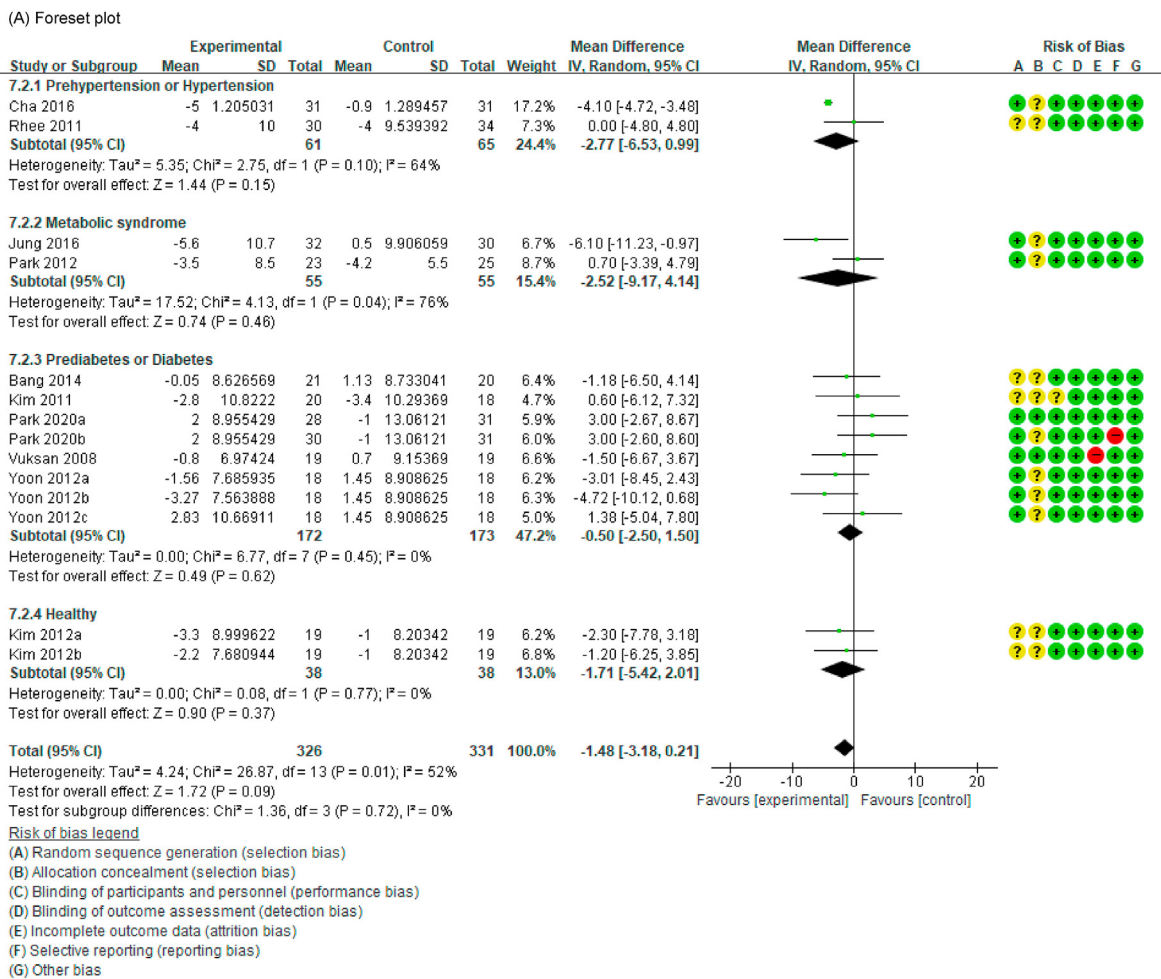 (A) Foreset plot
Experimental Control Mean Difference Mean Difference Risk of Bias
Study or Subgroup Mean SD Total Mean SD Total Weight IV, Random, 95% CI IV, Random, 95% CI A B C D E F G
7.2.1 Prehypertension or Hypertension
Cha 2016 -5 1.205031 31 -0.9 1.289457 31 17.2% -4.10 [-4.72, -3.48] + ? + + + + +
Rhee 2011 -4 10 30 -4 9.539392 34 7.3% 0.00 [-4.80, 4.80] ? ? + + + + +
Subtotal (95% CI) 61 65 24.4% -2.77 [-6.53, 0.99]
Heterogeneity: Tau² = 5.35; Chi² = 2.75, df = 1 (P = 0.10); I² = 64%
Test for overall effect: Z = 1.44 (P = 0.15)
7.2.2 Metabolic syndrome
Jung 2016 -5.6 10.7 32 0.5 9.906059 30 6.7% -6.10 [-11.23, -0.97] + ? + + + + +
Park 2012 -3.5 8.5 23 -4.2 5.5 25 8.7% 0.70 [-3.39, 4.79] + ? + + + + +
Subtotal (95% CI) 55 55 15.4% -2.52 [-9.17, 4.14]
Heterogeneity: Tau² = 17.52; Chi² = 4.13, df = 1 (P = 0.04); I² = 76%
Test for overall effect: Z = 0.74 (P = 0.46)
7.2.3 Prediabetes or Diabetes
Bang 2014 -0.05 8.626569 21 1.13 8.733041 20 6.4% -1.18 [-6.50, 4.14] ? ? + + + + +
Kim 2011 -2.8 10.8222 20 -3.4 10.29369 18 4.7% 0.60 [-6.12, 7.32] ? ? ? + + + +
Park 2020a 2 8.955429 28 -1 13.06121 31 5.9% 3.00 [-2.67, 8.67] + + + + + + +
Park 2020b 2 8.955429 30 -1 13.06121 31 6.0% 3.00 [-2.60, 8.60] + ? + + + − +
Vuksan 2008 -0.8 6.97424 19 0.7 9.15369 19 6.6% -1.50 [-6.67, 3.67] + + + + − + +
Yoon 2012a -1.56 7.685935 18 1.45 8.908625 18 6.2% -3.01 [-8.45, 2.43] + ? + + + + +
Yoon 2012b -3.27 7.563888 18 1.45 8.908625 18 6.3% -4.72 [-10.12, 0.68] + ? + + + + +
Yoon 2012c 2.83 10.66911 18 1.45 8.908625 18 5.0% 1.38 [-5.04, 7.80] + ? + + + + +
Subtotal (95% CI) 172 173 47.2% -0.50 [-2.50, 1.50]
Heterogeneity: Tau² = 0.00; Chi² = 6.77, df = 7 (P = 0.45); I² = 0%
Test for overall effect: Z = 0.49 (P = 0.62)
7.2.4 Healthy
Kim 2012a -3.3 8.999622 19 -1 8.20342 19 6.2% -2.30 [-7.78, 3.18] ? ? + + + + +
Kim 2012b -2.2 7.680944 19 -1 8.20342 19 6.8% -1.20 [-6.25, 3.85] ? ? + + + + +
Subtotal (95% CI) 38 38 13.0% -1.71 [-5.42, 2.01]
Heterogeneity: Tau² = 0.00; Chi² = 0.08, df = 1 (P = 0.77); I² = 0%
Test for overall effect: Z = 0.90 (P = 0.37)
Total (95% CI) 326 331 100.0% -1.48 [-3.18, 0.21]
Heterogeneity: Tau² = 4.24; Chi² = 26.87, df = 13 (P = 0.01); I² = 52%
Test for overall effect: Z = 1.72 (P = 0.09)
Test for subgroup differences: Chi² = 1.36, df = 3 (P = 0.72), I² = 0%
-20 -10 0 10 20
Favours [experimental] Favours [control]
Risk of bias legend
(A) Random sequence generation (selection bias)
(B) Allocation concealment (selection bias)
(C) Blinding of participants and personnel (performance bias)
(D) Blinding of outcome assessment (detection bias)
(E) Incomplete outcome data (attrition bias)
(F) Selective reporting (reporting bias)
(G) Other bias